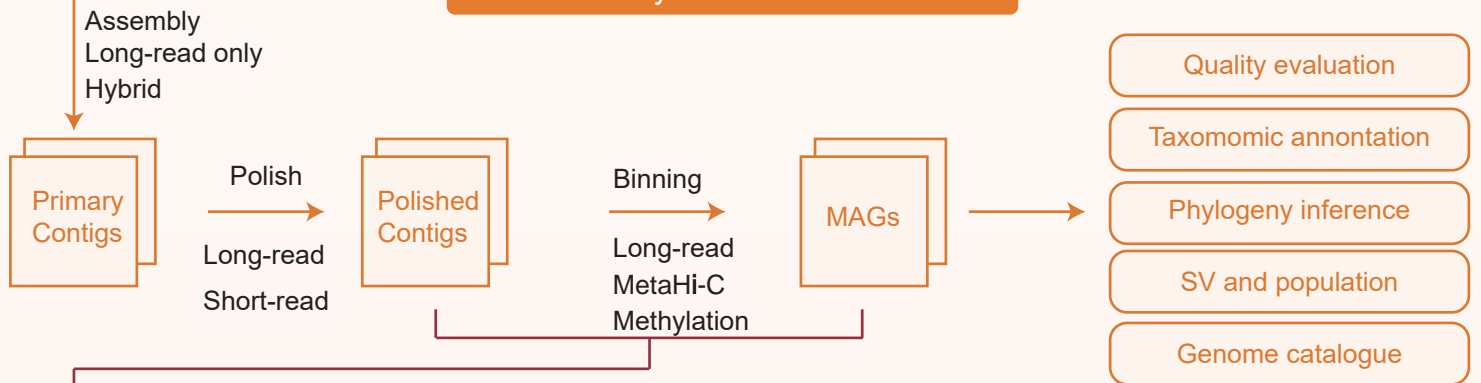 Assembly
Long-read only
Hybrid
Primary
Contigs
Polish
Long-read
Short-read
Polished
Contigs
Binning
Long-read
MetaHi-C
Methylation
MAGs
Quality evaluation
Taxomomic annontation
Phylogeny inference
SV and population
Genome catalogue